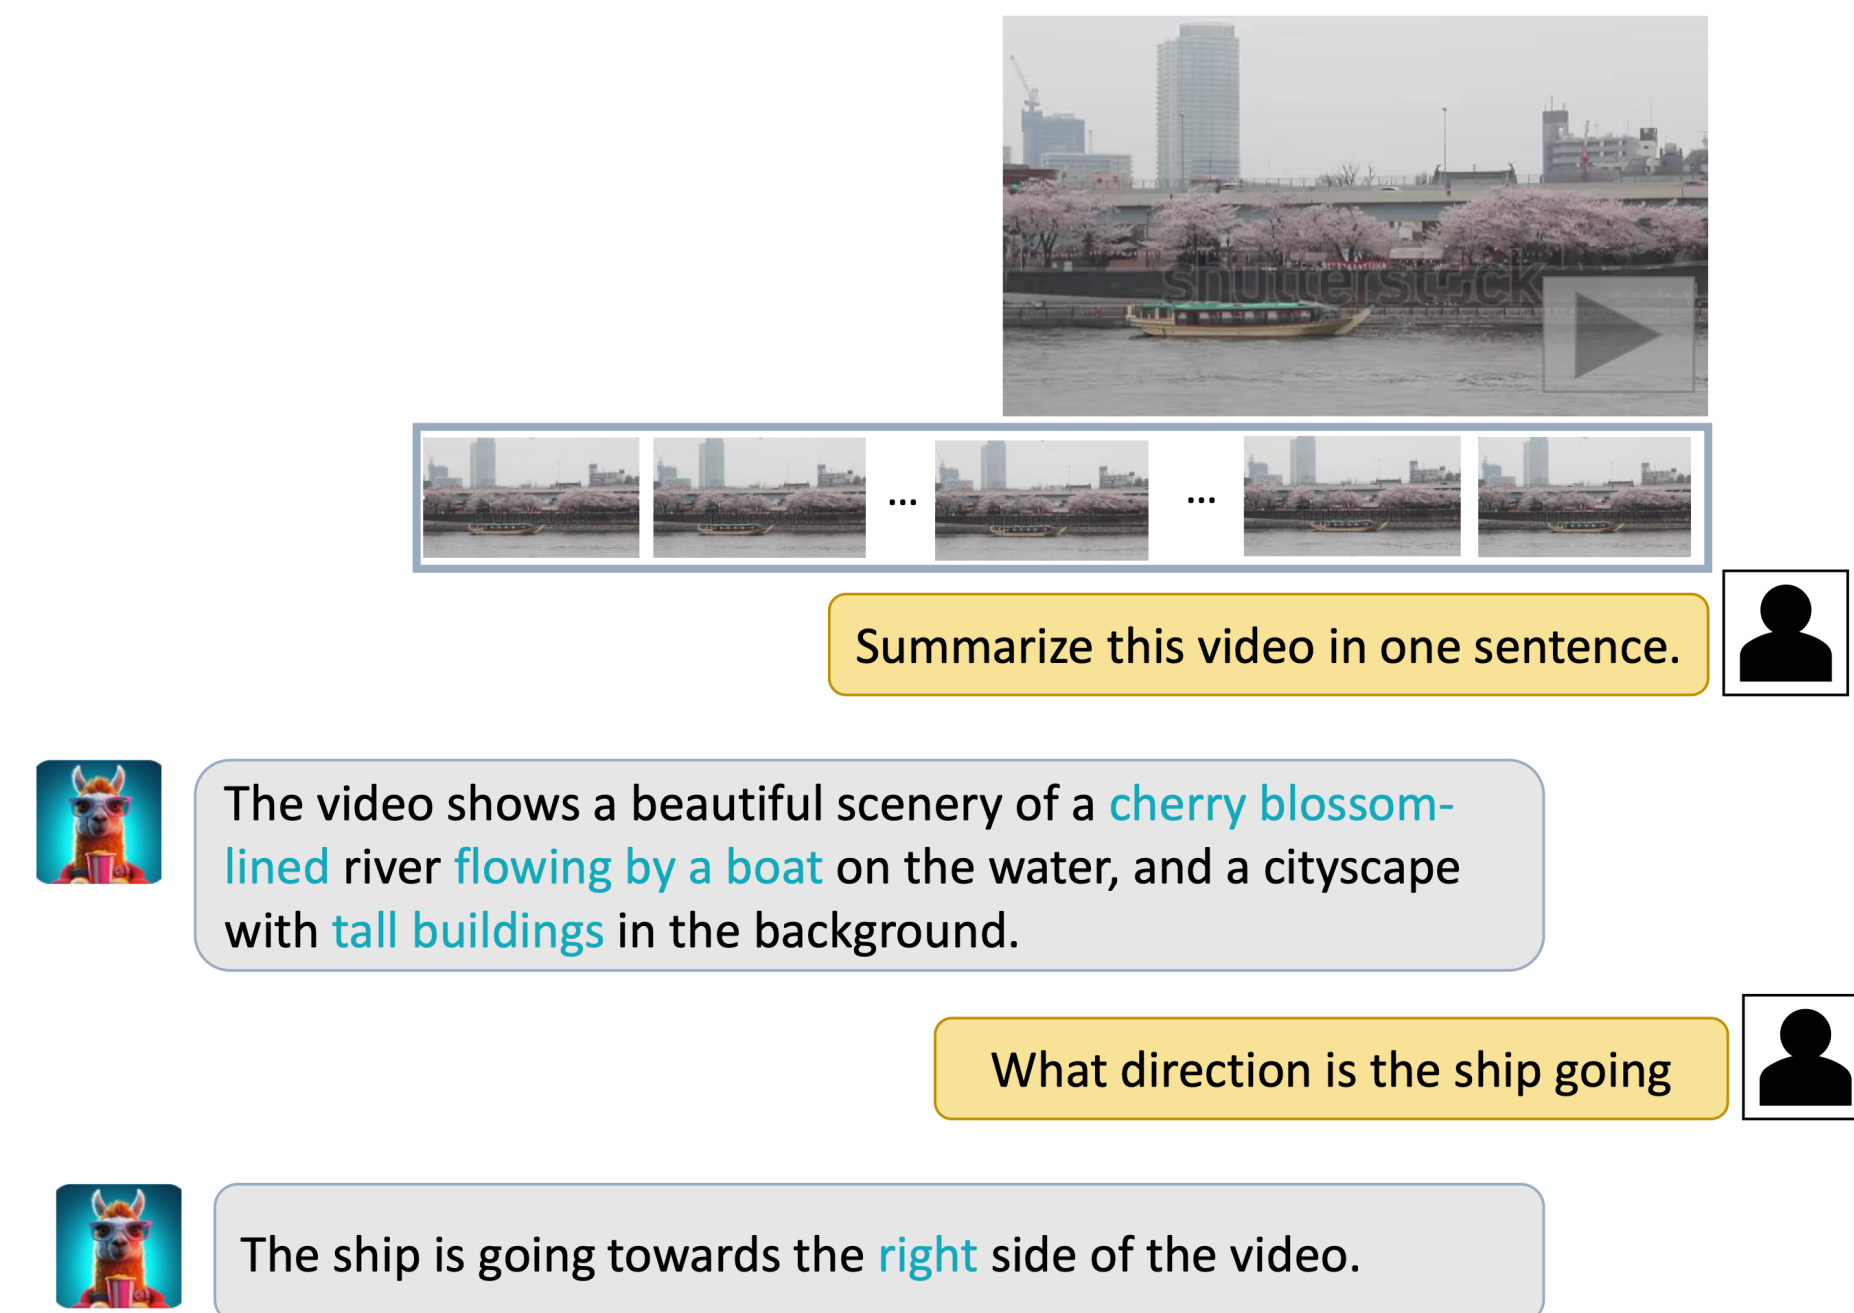 shutterstock
...
...
Summarize this video in one sentence.
The video shows a beautiful scenery of a cherry blossom-
lined river flowing by a boat on the water, and a cityscape
with tall buildings in the background.
What direction is the ship going
The ship is going towards the right side of the video.